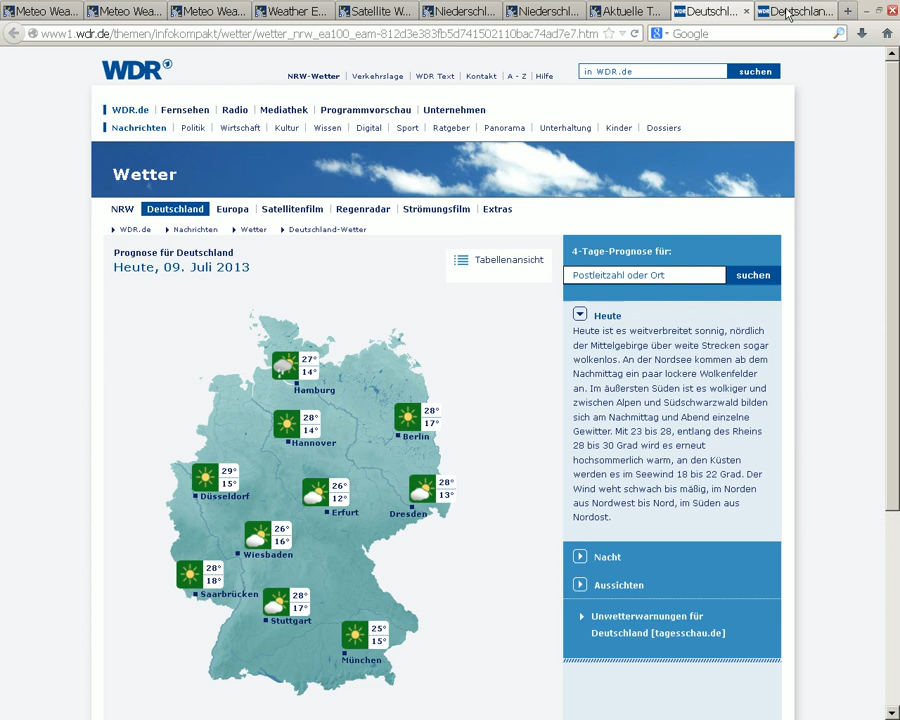 Meteo Wea...
Meteo Wea...
Meteo Wea...
Weather E...
Satellite W...
Niederschl...
Niederschl...
Aktuelle T...
Deutschl...
Deutschlan...
www1.wdr.de/themen/infokompakt/wetter/wetter_nrw_ea100_eam-812d3e383fb5d741502110bac74ad7e7.htm
Google
WDR
NRW-Wetter | Verkehrslage | WDR Text | Kontakt | A - Z | Hilfe
in WDR.de
suchen
WDR.de | Fernsehen | Radio | Mediathek | Programmvorschau | Unternehmen
Nachrichten | Politik | Wirtschaft | Kultur | Wissen | Digital | Sport | Ratgeber | Panorama | Unterhaltung | Kinder | Dossiers
Wetter
NRW | Deutschland | Europa | Satellitenfilm | Regenradar | Strömungsfilm | Extras
WDR.de
Nachrichten
Wetter
Deutschland-Wetter
Prognose für Deutschland
Heute, 09. Juli 2013
Tabellenansicht
27°
14°
Hamburg
28°
14°
Hannover
28°
17°
Berlin
29°
15°
Düsseldorf
26°
12°
Erfurt
28°
13°
Dresden
26°
16°
Wiesbaden
28°
18°
Saarbrücken
28°
17°
Stuttgart
25°
15°
München
4-Tage-Prognose für:
Postleitzahl oder Ort
suchen
Heute
Heute ist es weitverbreitet sonnig, nördlich
der Mittelgebirge über weite Strecken sogar
wolkenlos. An der Nordsee kommen ab dem
Nachmittag ein paar lockere Wolkenfelder
an. Im äußersten Süden ist es wolkiger und
zwischen Alpen und Südschwarzwald bilden
sich am Nachmittag und Abend einzelne
Gewitter. Mit 23 bis 28, entlang des Rheins
28 bis 30 Grad wird es erneut
hochsommerlich warm, an den Küsten
werden es im Seewind 18 bis 22 Grad. Der
Wind weht schwach bis mäßig, im Norden
aus Nordwest bis Nord, im Süden aus
Nordost.
Nacht
Aussichten
Unwetterwarnungen für
Deutschland [tagesschau.de]